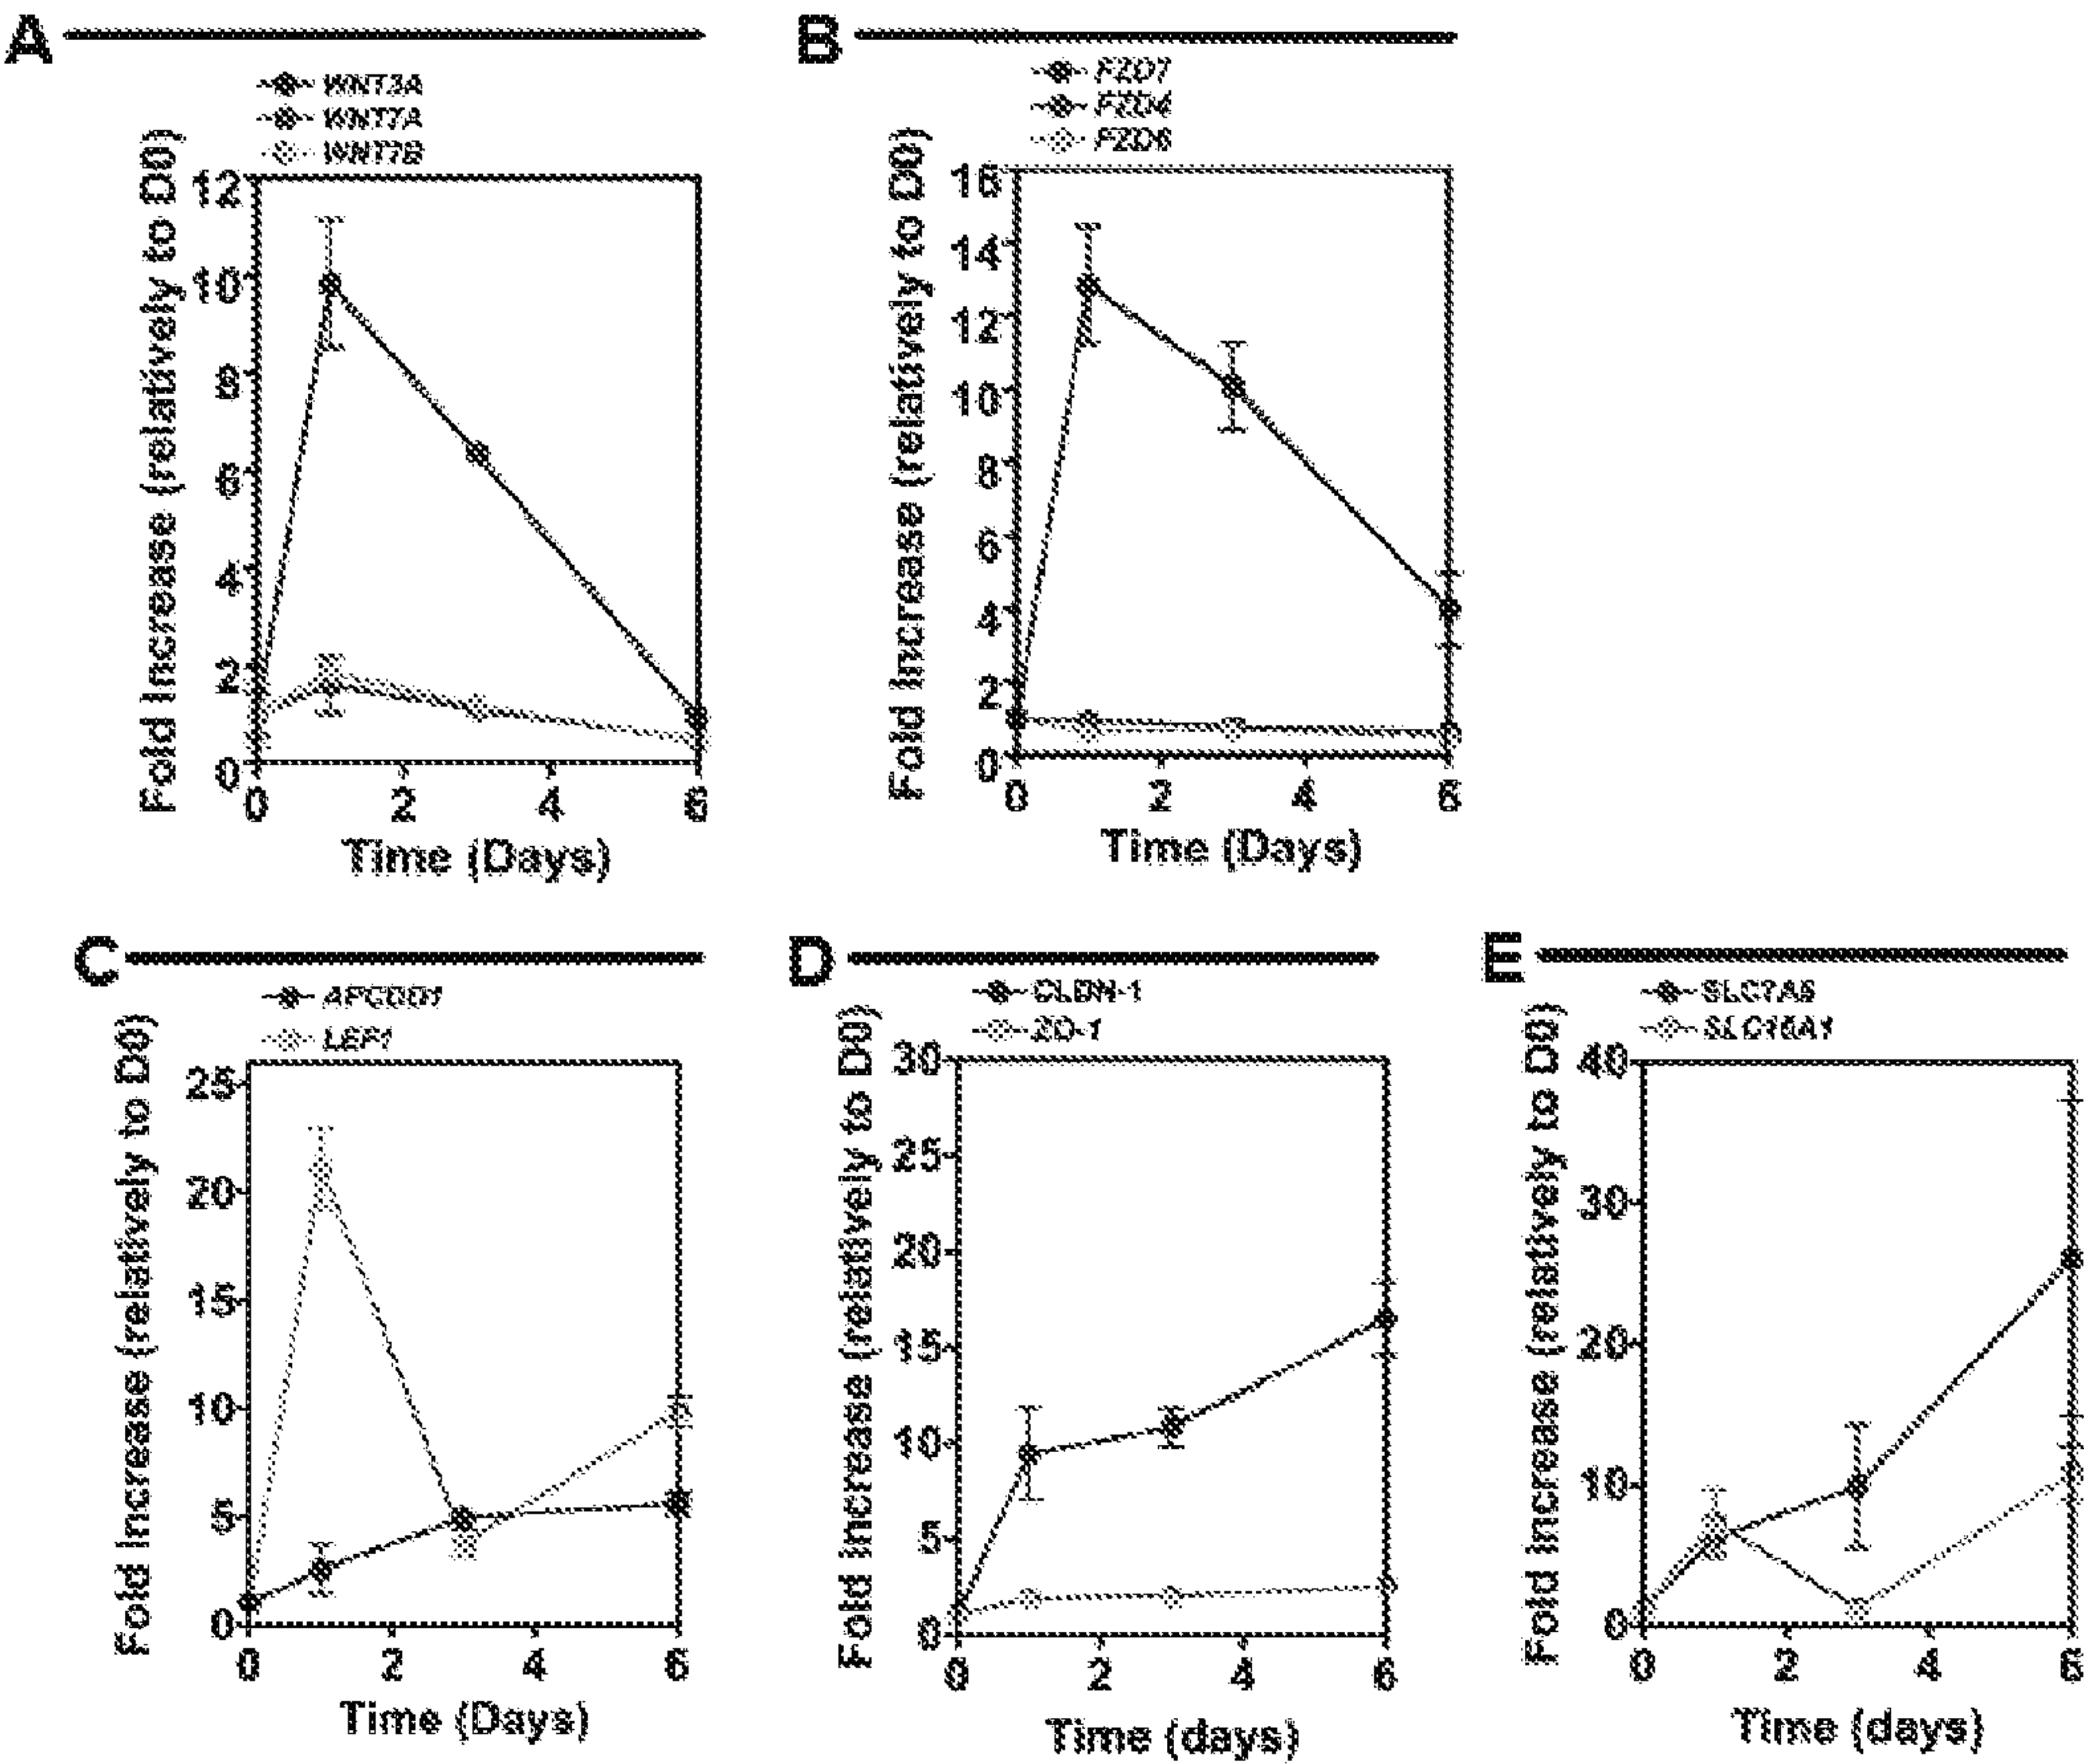 A
WNT3A
WNT7A
WNT7B
Fold Increase (relatively to D0)
12
10
8
6
4
2
0
0 2 4 6
Time (Days)
B
FZD7
FZD4
FZD6
Fold Increase (relatively to D0)
16
14
12
10
8
6
4
2
0
0 2 4 6
Time (Days)
C
APCDD1
LEF1
Fold Increase (relatively to D0)
25
20
15
10
5
0
0 2 4 6
Time (Days)
D
CLDN-1
ZO-1
Fold Increase (relatively to D0)
30
25
20
15
10
5
0
0 2 4 6
Time (days)
E
SLC7A5
SLC16A1
Fold Increase (relatively to D0)
40
30
20
10
0
0 2 4 6
Time (days)